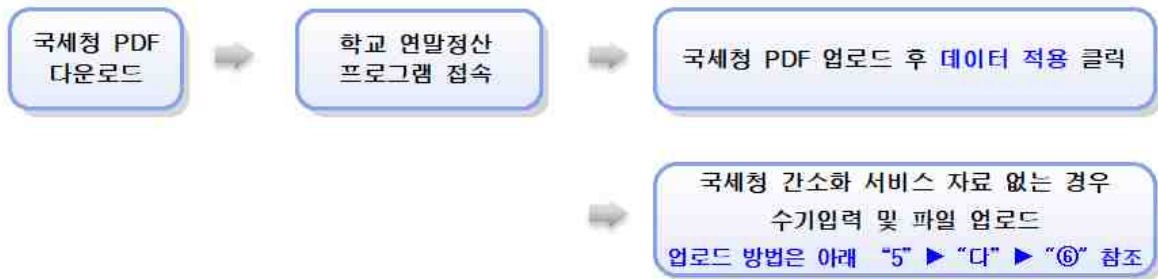 국세청 PDF
다운로드
학교 연말정산
프로그램 접속
국세청 PDF 업로드 후 데이터 적용 클릭
국세청 간소화 서비스 자료 없는 경우
수기입력 및 파일 업로드
업로드 방법은 아래 “5” ▶ “다” ▶ “⑥” 참조